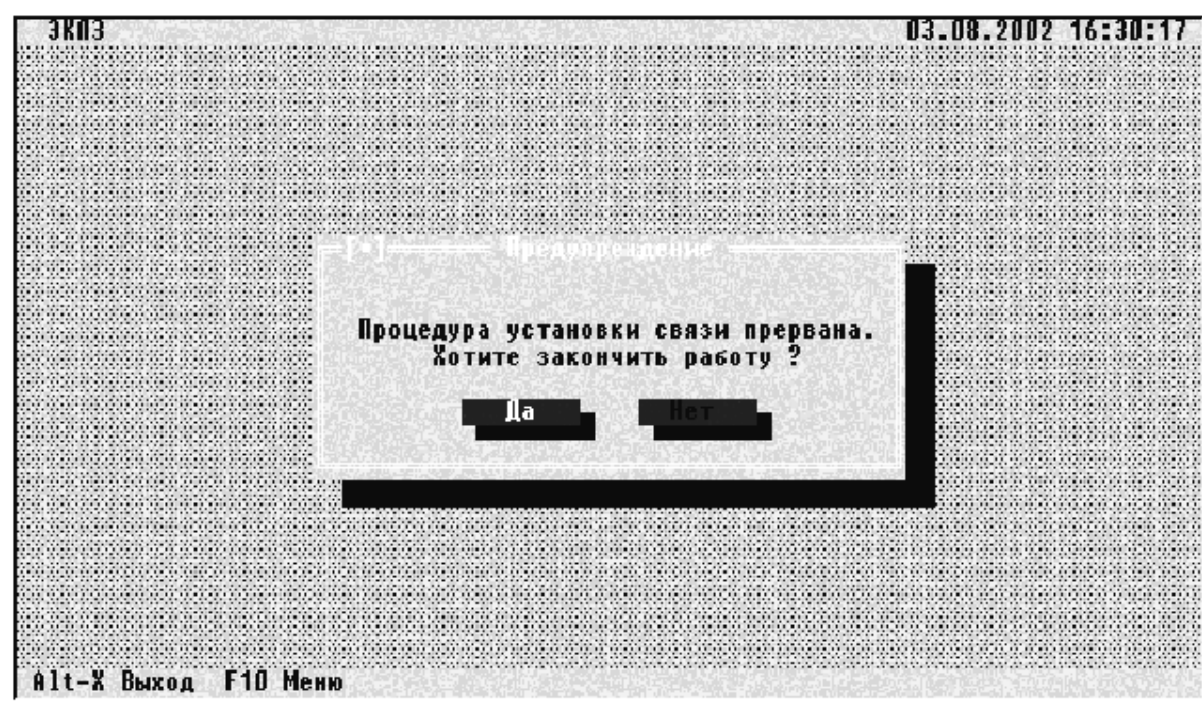 ЭКПЗ 03.08.2002 16:30:17
[▪] Предупреждение
Процедура установки связи прервана.
Хотите закончить работу ?
Да Нет
Alt-X Выход F10 Меню